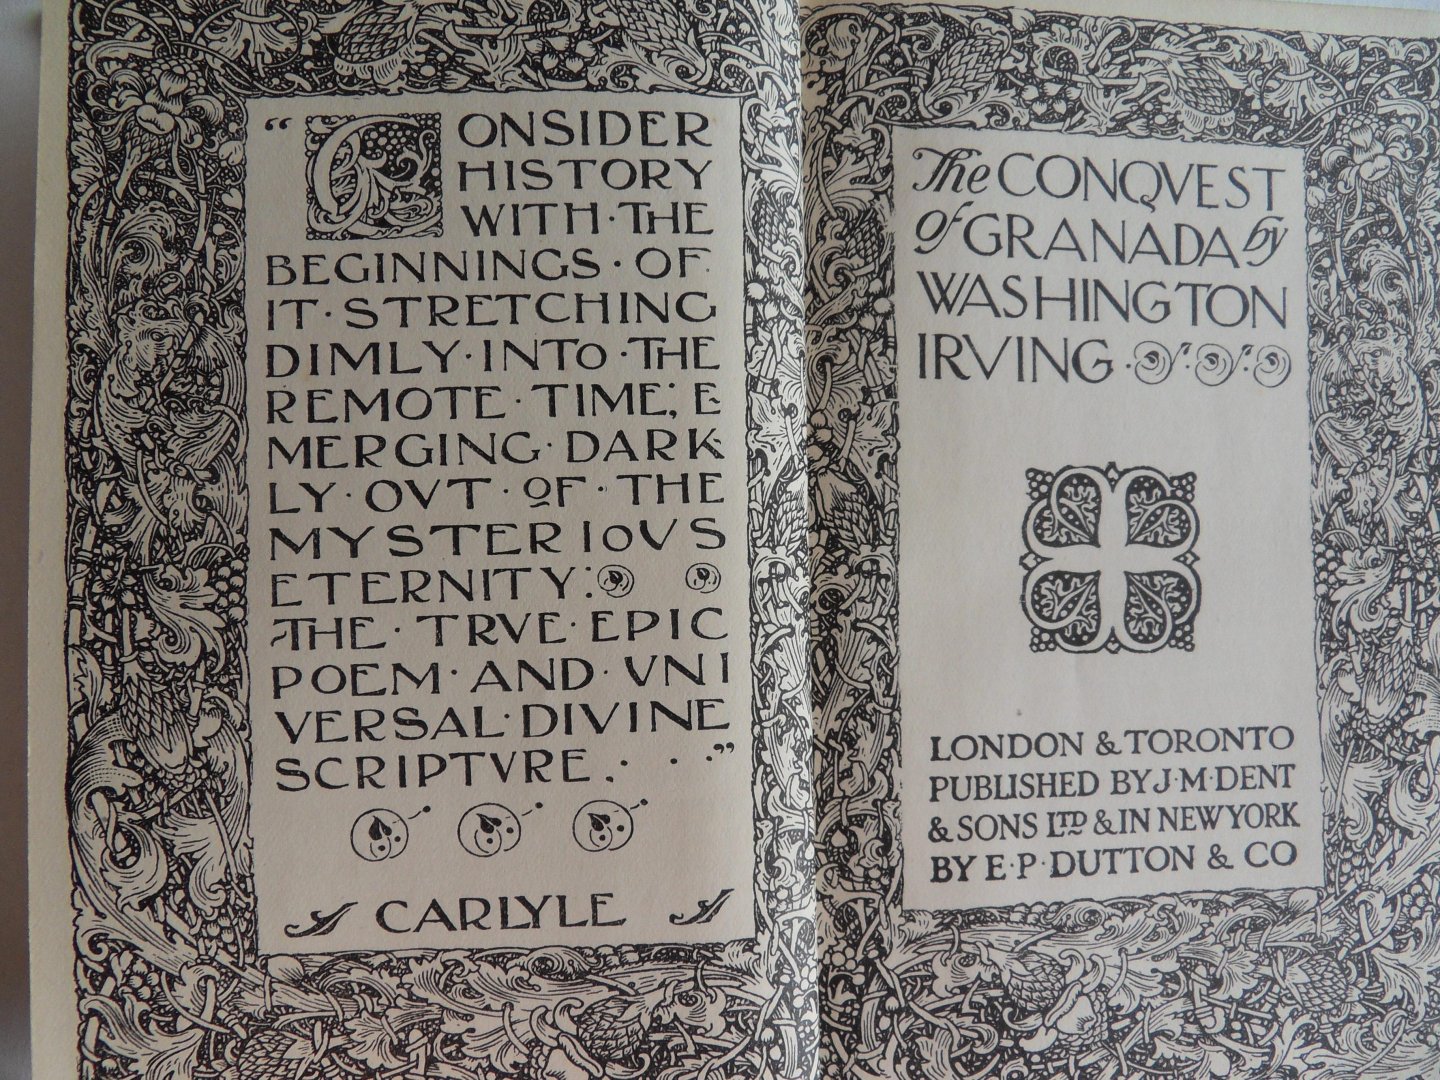 “CONSIDER
HISTORY
WITH·THE
BEGINNINGS·OF
IT·STRETCHING
DIMLY·INTO·THE
REMOTE·TIME; E
MERGING·DARK
LY·OVT·OF·THE
MYSTERIOVS
ETERNITY:
THE·TRVE·EPIC
POEM·AND·VNI
VERSAL·DIVINE
SCRIPTVRE. . . .”
CARLYLE
The CONQVEST
of GRANADA by
WASHINGTON
IRVING
LONDON & TORONTO
PUBLISHED BY J·M·DENT
& SONS LTD & IN NEW YORK
BY E·P·DUTTON & CO